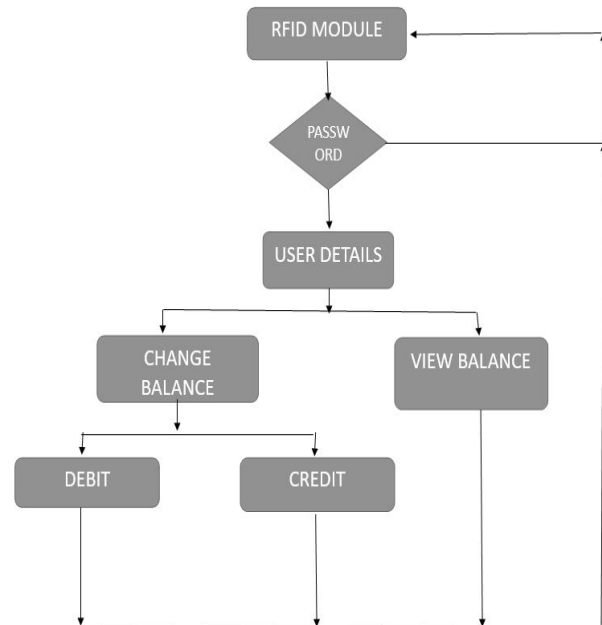 RFID MODULE
PASSW
ORD
USER DETAILS
CHANGE
BALANCE
VIEW BALANCE
DEBIT
CREDIT